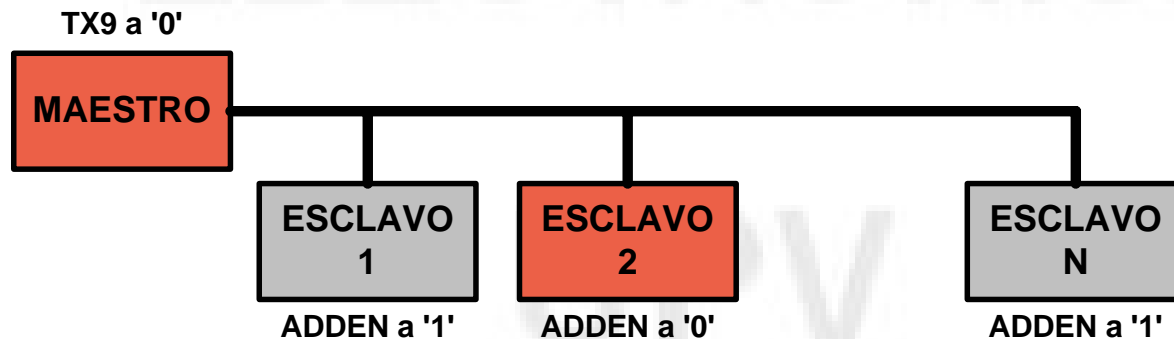 TX9 a '0'
MAESTRO
ESCLAVO
1
ESCLAVO
2
ESCLAVO
N
ADDEN a '1'
ADDEN a '0'
ADDEN a '1'